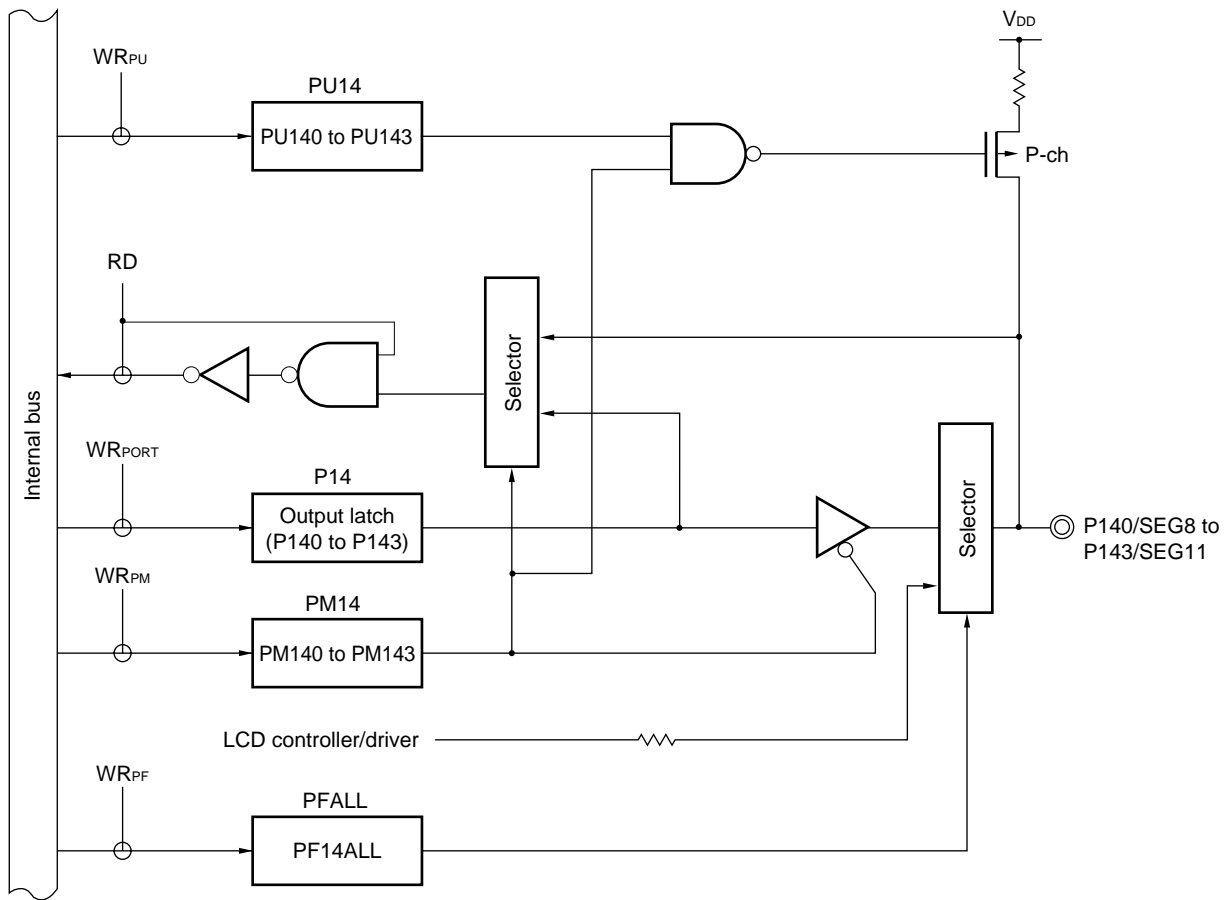 VDD
WRPU
PU14
PU140 to PU143
P-ch
RD
Selector
Internal bus
WRPORT
P14
Output latch
(P140 to P143)
Selector
P140/SEG8 to
P143/SEG11
WRPM
PM14
PM140 to PM143
LCD controller/driver
WRPF
PFALL
PF14ALL